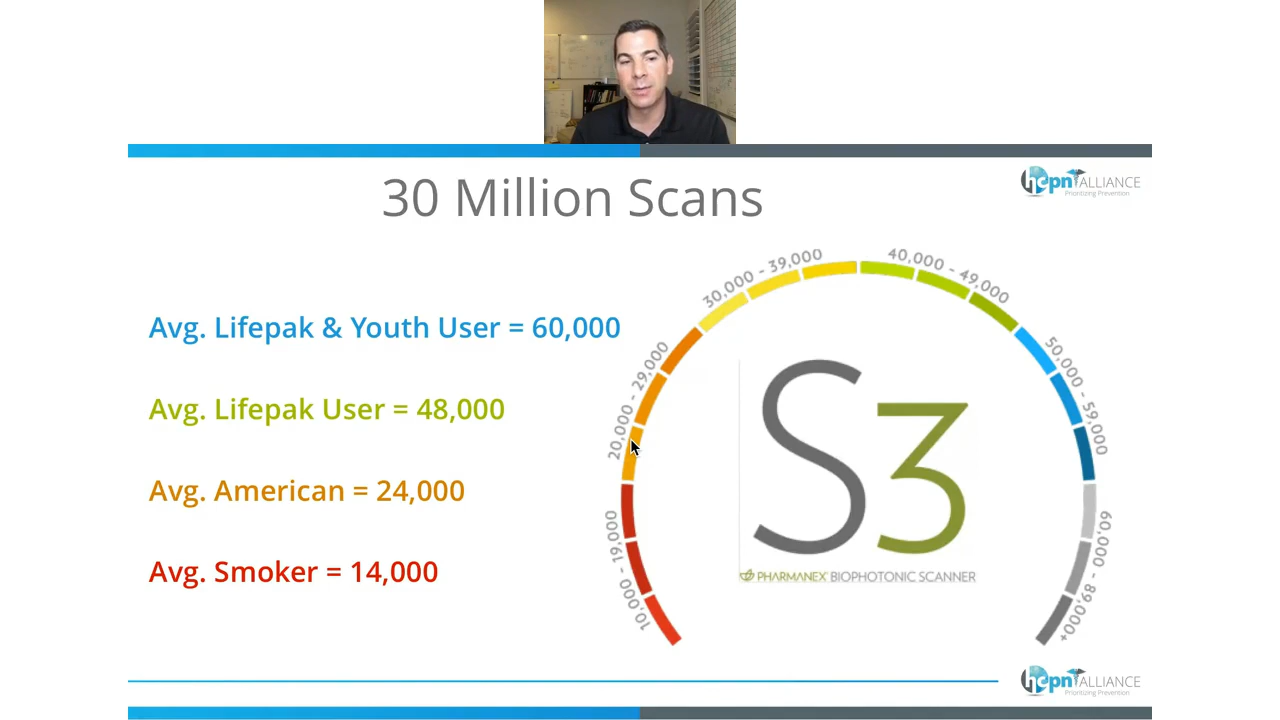 30 Million Scans
hcpn ALLIANCE
Prioritizing Prevention
Avg. Lifepak & Youth User = 60,000
Avg. Lifepak User = 48,000
Avg. American = 24,000
Avg. Smoker = 14,000
10,000 - 19,000
20,000 - 29,000
30,000 - 39,000
40,000 - 49,000
50,000 - 59,000
60,000 - 89,000+
S3
PHARMANEX® BIOPHOTONIC SCANNER
hcpn ALLIANCE
Prioritizing Prevention